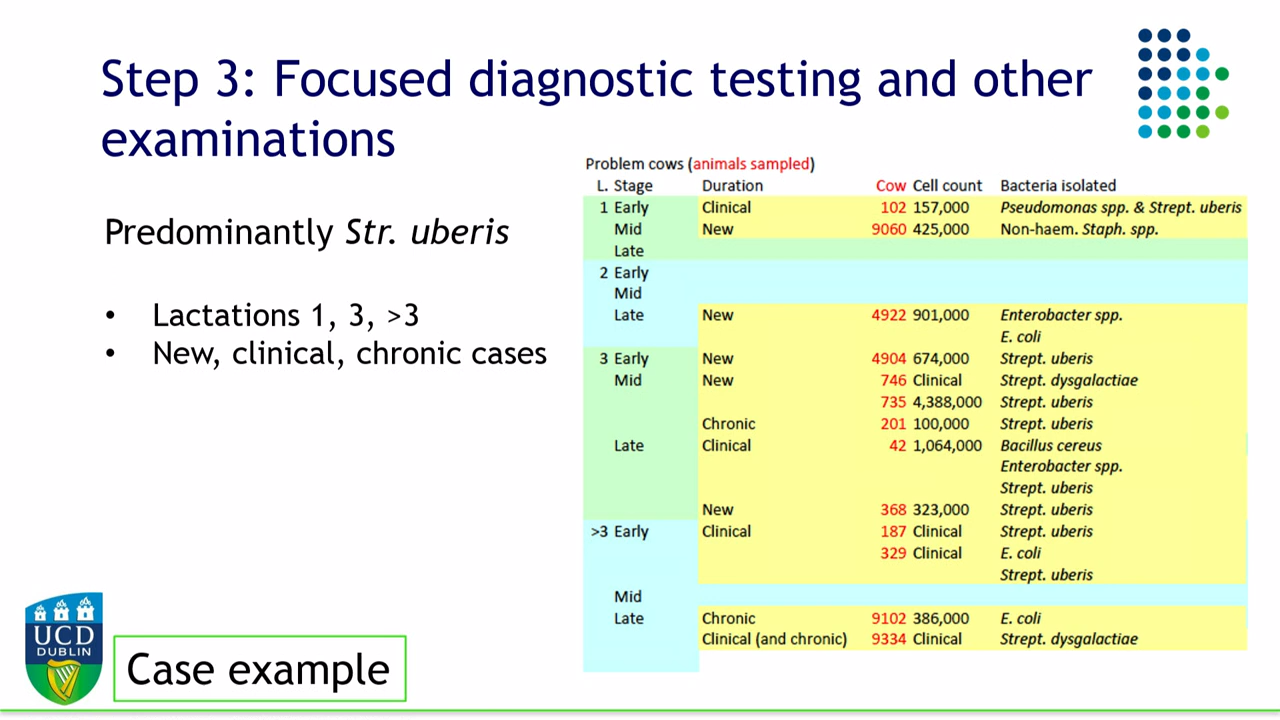 Step 3: Focused diagnostic testing and other
examinations
Predominantly Str. uberis
• Lactations 1, 3, >3
• New, clinical, chronic cases
Problem cows (animals sampled)
L. Stage Duration Cow Cell count Bacteria isolated
1 Early Clinical 102 157,000 Pseudomonas spp. & Strept. uberis
Mid New 9060 425,000 Non-haem. Staph. spp.
Late
2 Early
Mid
Late New 4922 901,000 Enterobacter spp.
E. coli
3 Early New 4904 674,000 Strept. uberis
Mid New 746 Clinical Strept. dysgalactiae
735 4,388,000 Strept. uberis
Chronic 201 100,000 Strept. uberis
Late Clinical 42 1,064,000 Bacillus cereus
Enterobacter spp.
Strept. uberis
New 368 323,000 Strept. uberis
>3 Early Clinical 187 Clinical Strept. uberis
329 Clinical E. coli
Strept. uberis
Mid
Late Chronic 9102 386,000 E. coli
Clinical (and chronic) 9334 Clinical Strept. dysgalactiae
UCD
DUBLIN
Case example